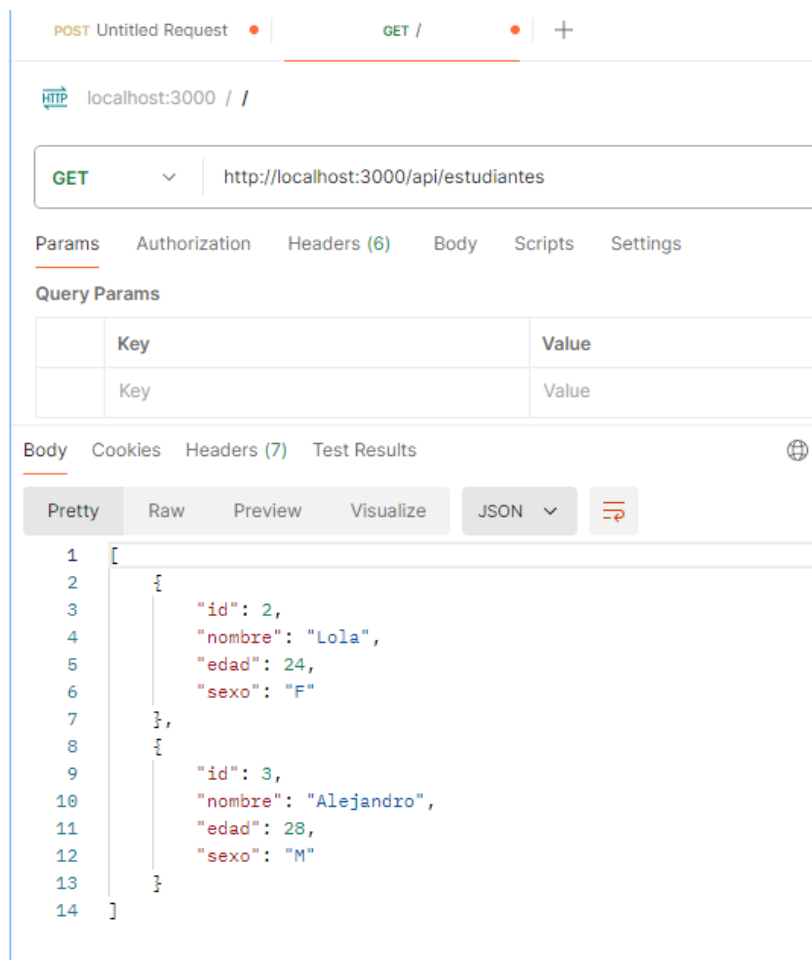 POST Untitled Request
GET /
HTTP localhost:3000 / /
GET http://localhost:3000/api/estudiantes
Params Authorization Headers (6) Body Scripts Settings
Query Params
Key Value
Key Value
Body Cookies Headers (7) Test Results
Pretty Raw Preview Visualize JSON
1 [
2 {
3 "id": 2,
4 "nombre": "Lola",
5 "edad": 24,
6 "sexo": "F"
7 },
8 {
9 "id": 3,
10 "nombre": "Alejandro",
11 "edad": 28,
12 "sexo": "M"
13 }
14 ]